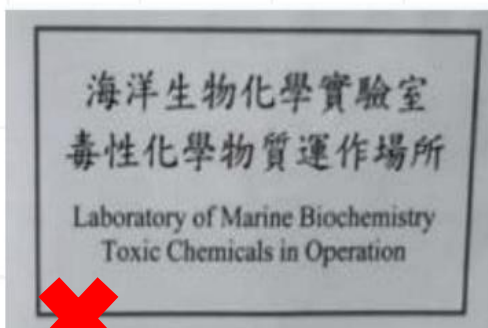 海洋生物化學實驗室
毒性化學物質運作場所
Laboratory of Marine Biochemistry
Toxic Chemicals in Operation